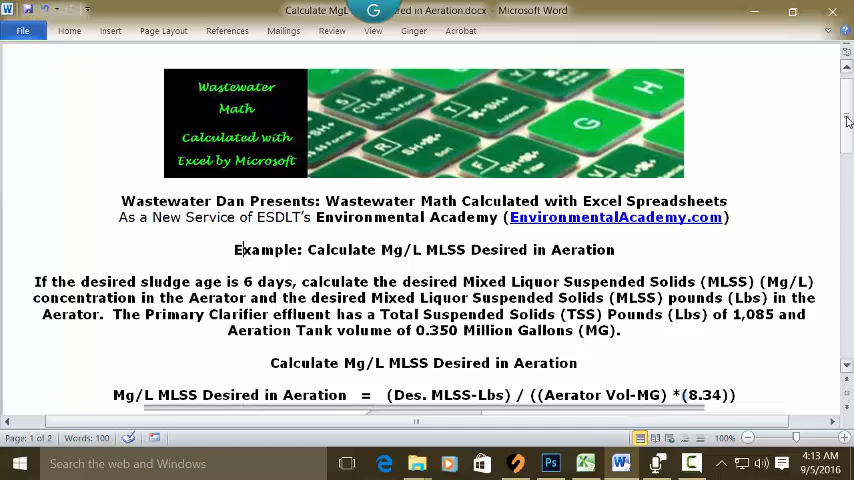 Calculate MgL
ed in Aeration.docx - Microsoft Word
G
File Home Insert Page Layout References Mailings Review View Ginger Acrobat
Wastewater
Math
Calculated with
Excel by Microsoft
Wastewater Dan Presents: Wastewater Math Calculated with Excel Spreadsheets
As a New Service of ESDLT's Environmental Academy (EnvironmentalAcademy.com)
Example: Calculate Mg/L MLSS Desired in Aeration
If the desired sludge age is 6 days, calculate the desired Mixed Liquor Suspended Solids (MLSS) (Mg/L)
concentration in the Aerator and the desired Mixed Liquor Suspended Solids (MLSS) pounds (Lbs) in the
Aerator. The Primary Clarifier effluent has a Total Suspended Solids (TSS) Pounds (Lbs) of 1,085 and
Aeration Tank volume of 0.350 Million Gallons (MG).
Calculate Mg/L MLSS Desired in Aeration
Mg/L MLSS Desired in Aeration = (Des. MLSS-Lbs) / ((Aerator Vol-MG) *(8.34))
Page: 1 of 2 Words: 100 100%
Search the web and Windows
4:13 AM
9/5/2016